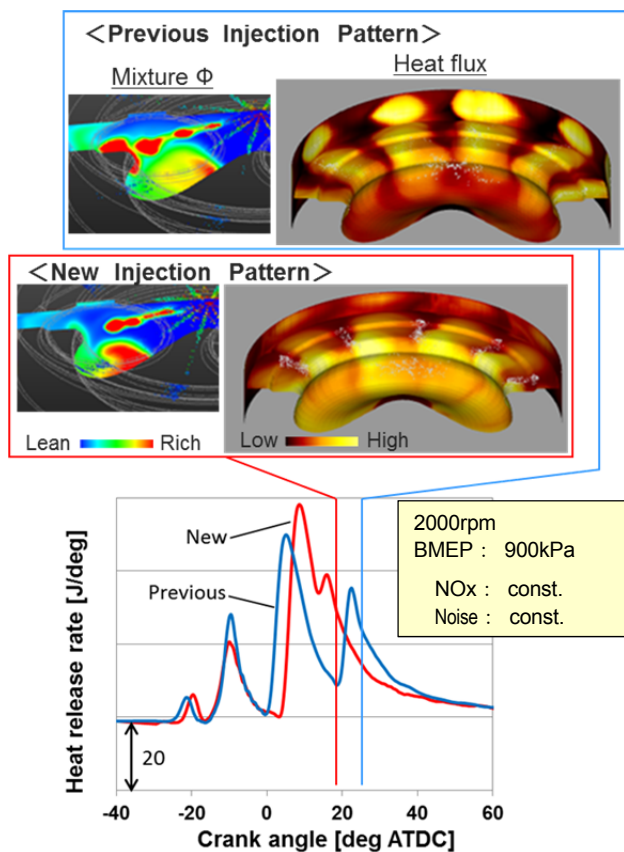 ＜Previous Injection Pattern＞
Mixture Φ
Heat flux
＜New Injection Pattern＞
Lean
Rich
Low
High
New
Previous
2000rpm
BMEP： 900kPa
NOx： const.
Noise： const.
Heat release rate [J/deg]
20
-40 -20 0 20 40 60
Crank angle [deg ATDC]